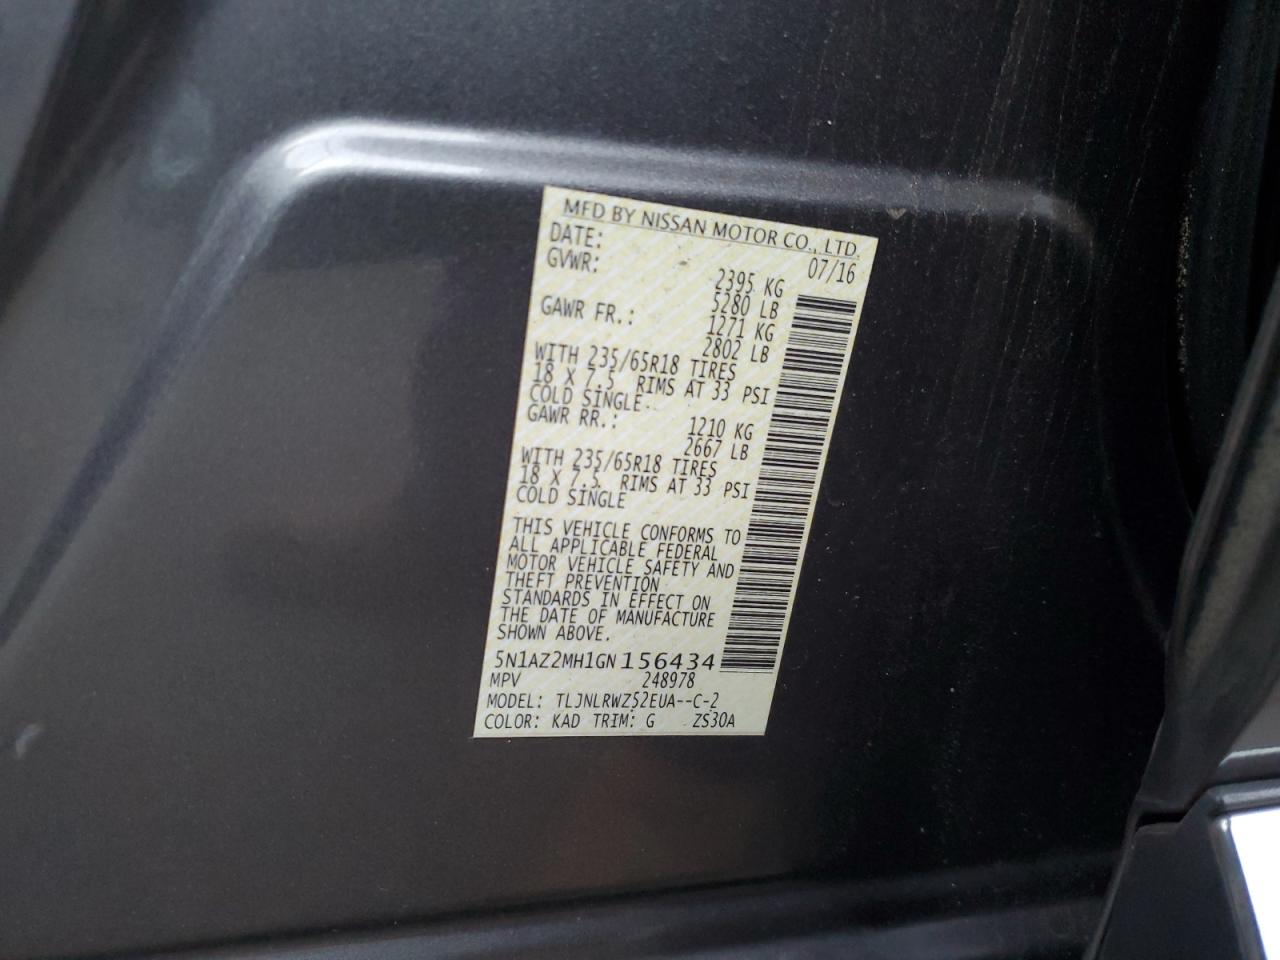 MFD BY NISSAN MOTOR CO., LTD.
DATE: 07/16
GVWR: 2395 KG
5280 LB
GAWR FR.: 1271 KG
2802 LB
WITH 235/65R18 TIRES
18 X 7.5 RIMS AT 33 PSI
COLD SINGLE
GAWR RR.: 1210 KG
2667 LB
WITH 235/65R18 TIRES
18 X 7.5 RIMS AT 33 PSI
COLD SINGLE
THIS VEHICLE CONFORMS TO
ALL APPLICABLE FEDERAL
MOTOR VEHICLE SAFETY AND
THEFT PREVENTION
STANDARDS IN EFFECT ON
THE DATE OF MANUFACTURE
SHOWN ABOVE.
5N1AZ2MH1GN156434
MPV 248978
MODEL: TLJNLRWZ52EUA--C-2
COLOR: KAD TRIM: G ZS30A